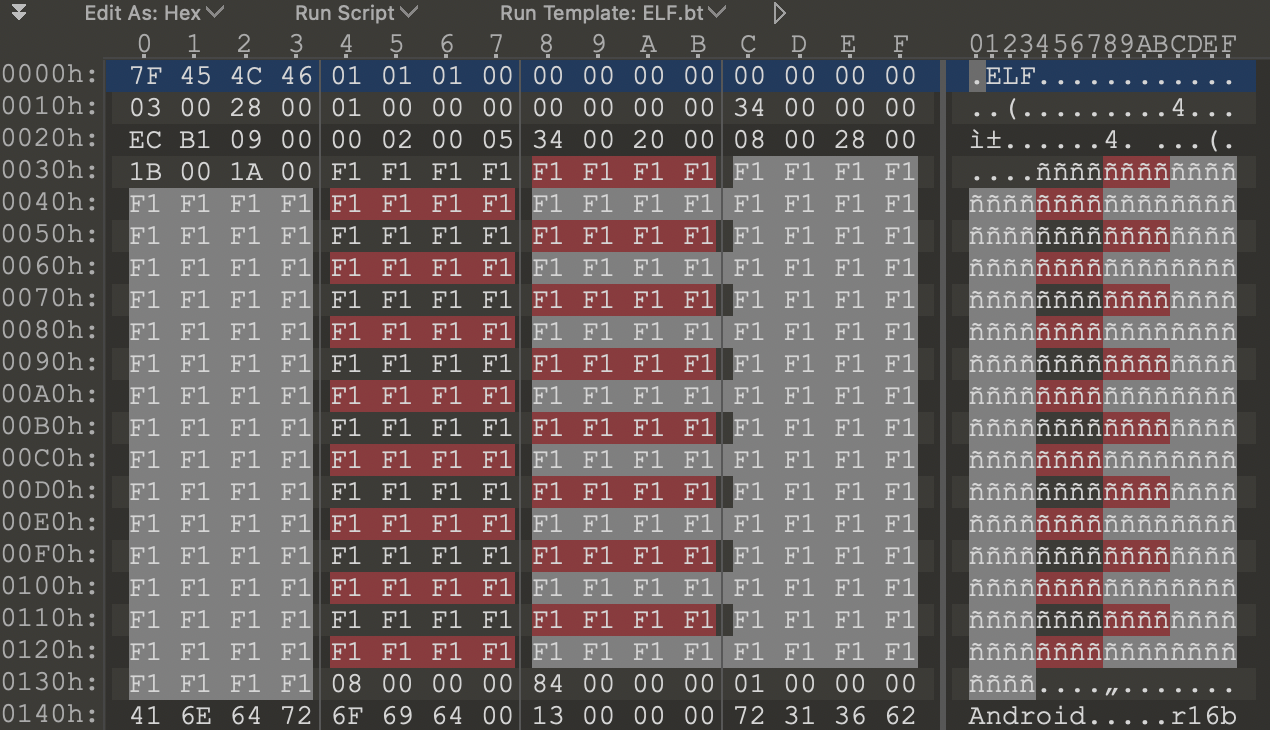 Edit As: Hex Run Script Run Template: ELF.bt
0 1 2 3 4 5 6 7 8 9 A B C D E F 0123456789ABCDEF
0000h: 7F 45 4C 46 01 01 01 00 00 00 00 00 00 00 00 00 .ELF............
0010h: 03 00 28 00 01 00 00 00 00 00 00 00 34 00 00 00 ..(.........4...
0020h: EC B1 09 00 00 02 00 05 34 00 20 00 08 00 28 00 ì±......4. ...(.
0030h: 1B 00 1A 00 F1 F1 F1 F1 F1 F1 F1 F1 F1 F1 F1 F1 ....ññññññññññññ
0040h: F1 F1 F1 F1 F1 F1 F1 F1 F1 F1 F1 F1 F1 F1 F1 F1 ññññññññññññññññ
0050h: F1 F1 F1 F1 F1 F1 F1 F1 F1 F1 F1 F1 F1 F1 F1 F1 ññññññññññññññññ
0060h: F1 F1 F1 F1 F1 F1 F1 F1 F1 F1 F1 F1 F1 F1 F1 F1 ññññññññññññññññ
0070h: F1 F1 F1 F1 F1 F1 F1 F1 F1 F1 F1 F1 F1 F1 F1 F1 ññññññññññññññññ
0080h: F1 F1 F1 F1 F1 F1 F1 F1 F1 F1 F1 F1 F1 F1 F1 F1 ññññññññññññññññ
0090h: F1 F1 F1 F1 F1 F1 F1 F1 F1 F1 F1 F1 F1 F1 F1 F1 ññññññññññññññññ
00A0h: F1 F1 F1 F1 F1 F1 F1 F1 F1 F1 F1 F1 F1 F1 F1 F1 ññññññññññññññññ
00B0h: F1 F1 F1 F1 F1 F1 F1 F1 F1 F1 F1 F1 F1 F1 F1 F1 ññññññññññññññññ
00C0h: F1 F1 F1 F1 F1 F1 F1 F1 F1 F1 F1 F1 F1 F1 F1 F1 ññññññññññññññññ
00D0h: F1 F1 F1 F1 F1 F1 F1 F1 F1 F1 F1 F1 F1 F1 F1 F1 ññññññññññññññññ
00E0h: F1 F1 F1 F1 F1 F1 F1 F1 F1 F1 F1 F1 F1 F1 F1 F1 ññññññññññññññññ
00F0h: F1 F1 F1 F1 F1 F1 F1 F1 F1 F1 F1 F1 F1 F1 F1 F1 ññññññññññññññññ
0100h: F1 F1 F1 F1 F1 F1 F1 F1 F1 F1 F1 F1 F1 F1 F1 F1 ññññññññññññññññ
0110h: F1 F1 F1 F1 F1 F1 F1 F1 F1 F1 F1 F1 F1 F1 F1 F1 ññññññññññññññññ
0120h: F1 F1 F1 F1 F1 F1 F1 F1 F1 F1 F1 F1 F1 F1 F1 F1 ññññññññññññññññ
0130h: F1 F1 F1 F1 08 00 00 00 84 00 00 00 01 00 00 00 ññññ....„.......
0140h: 41 6E 64 72 6F 69 64 00 13 00 00 00 72 31 36 62 Android.....r16b